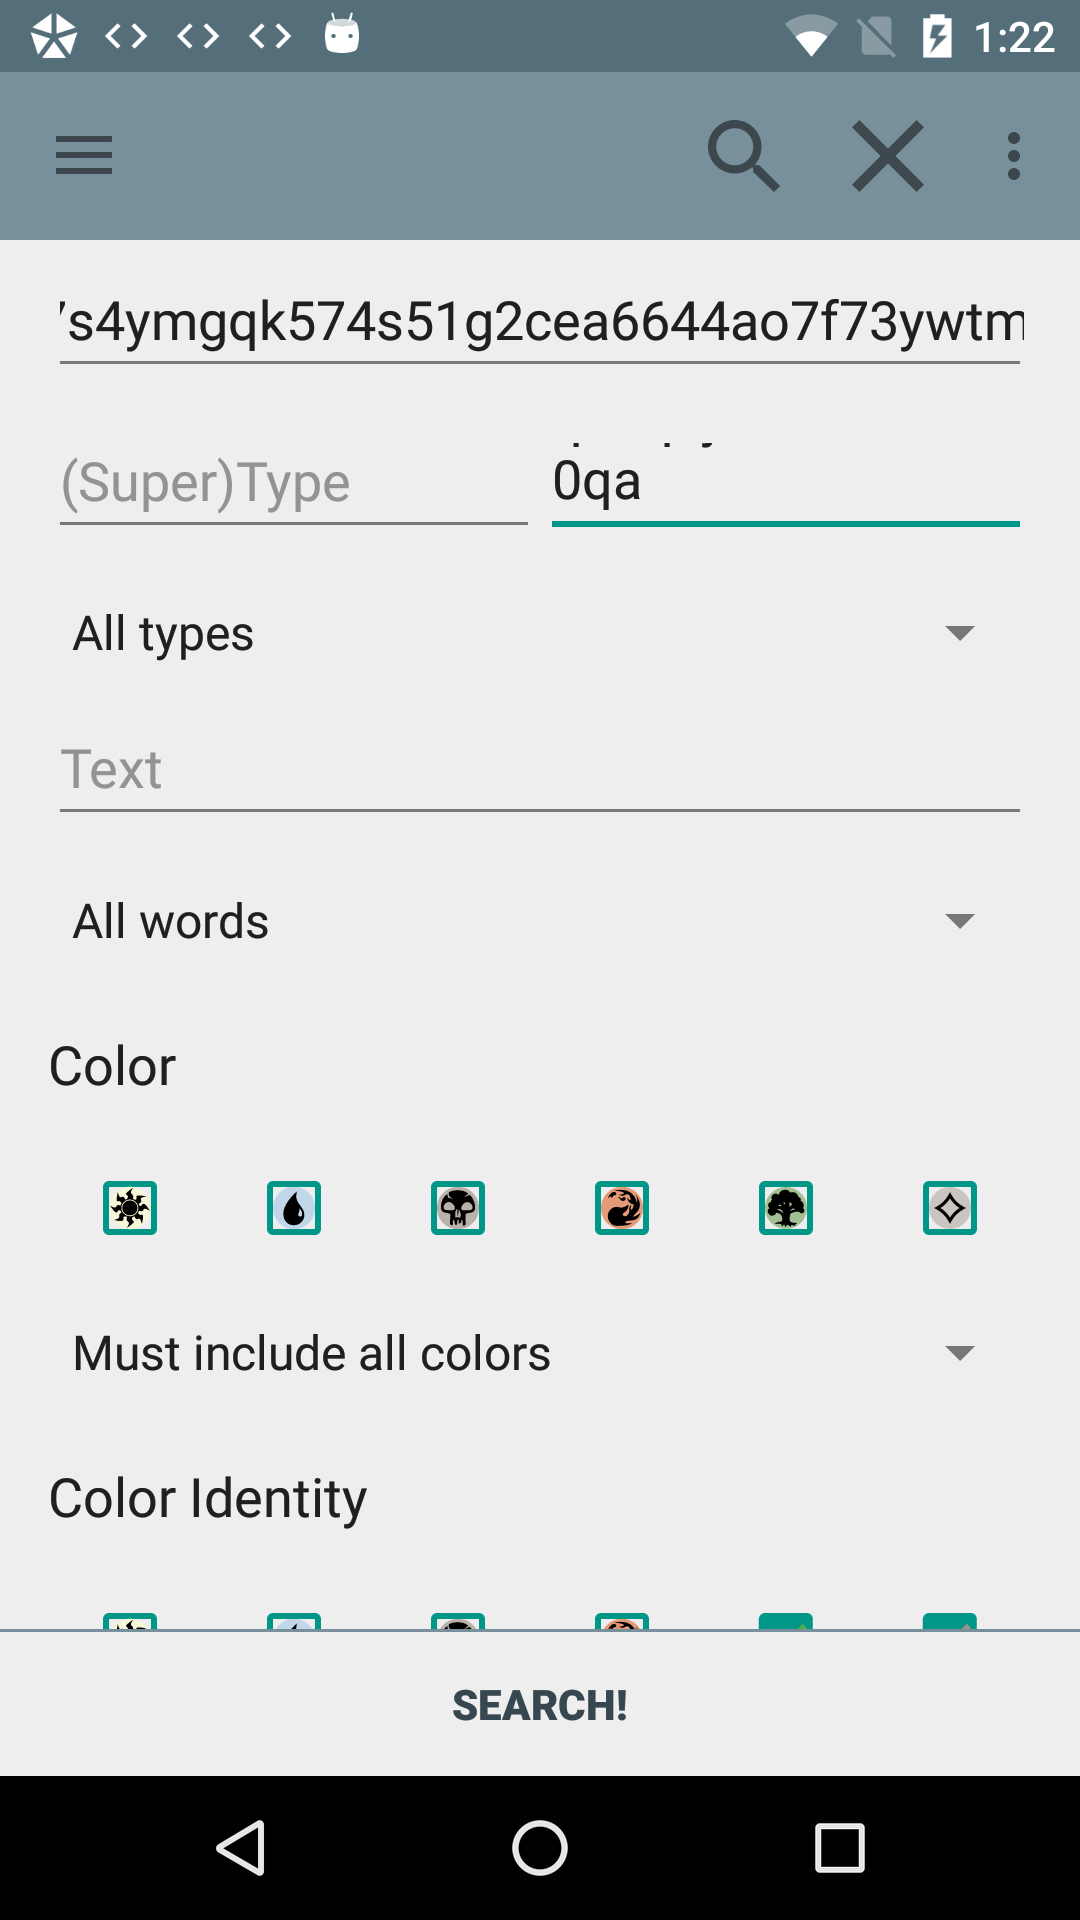 1:22
s4ymgqk574s51g2cea6644ao7f73ywtm
(Super)Type
0qa
All types
Text
All words
Color
Must include all colors
Color Identity
SEARCH!